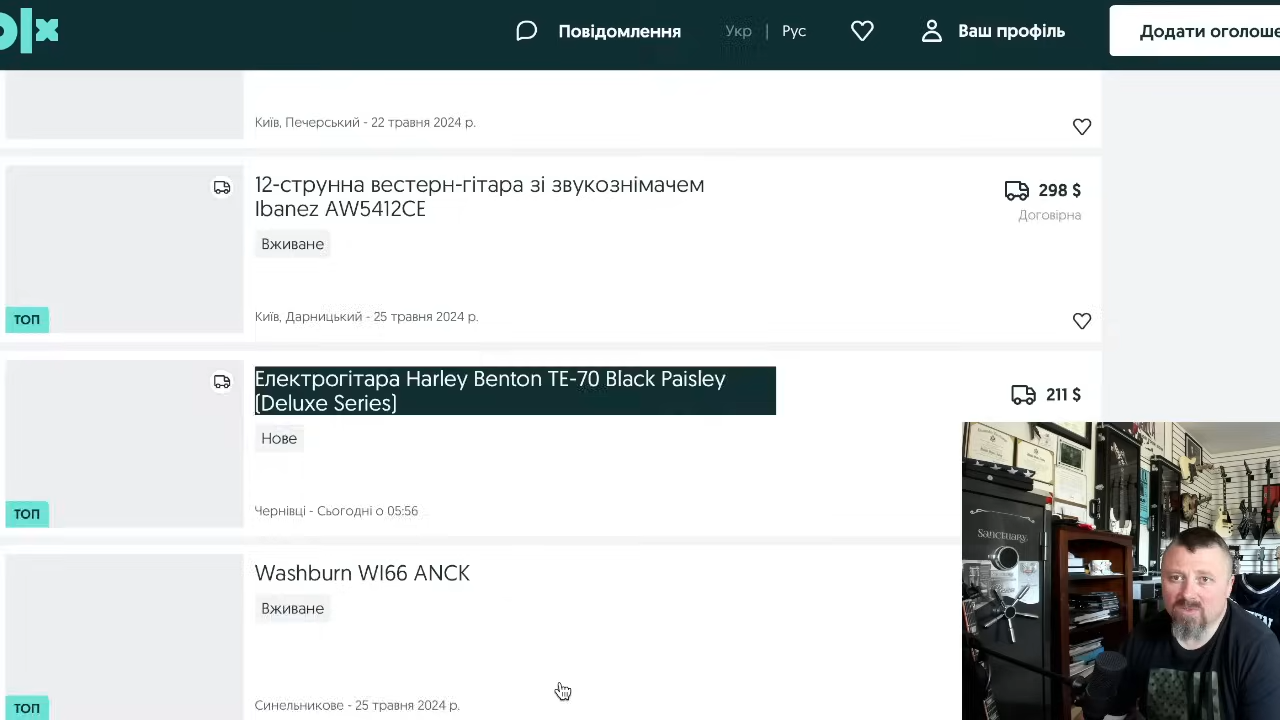 olx
Повідомлення
Укр | Рус
Ваш профіль
Додати оголоше
Київ, Печерський - 22 травня 2024 р.
12-струнна вестерн-гітара зі звукознімачем
Ibanez AW5412CE
298 $
Договірна
Вживане
ТОП
Київ, Дарницький - 25 травня 2024 р.
Електрогітара Harley Benton TE-70 Black Paisley
(Deluxe Series)
211 $
Нове
ТОП
Чернівці - Сьогодні о 05:56
Washburn WI66 ANCK
Вживане
ТОП
Синельникове - 25 травня 2024 р.
Sanctuary